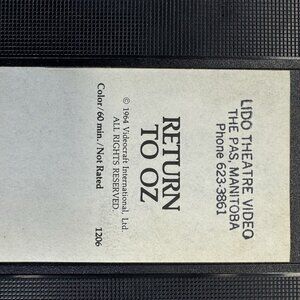 LIDO THEATRE VIDEO
THE PAS, MANITOBA
Phone 623-3861
RETURN
TO OZ
© 1964 Videocraft International, Ltd.
ALL RIGHTS RESERVED.
Color/60 min./Not Rated
1206